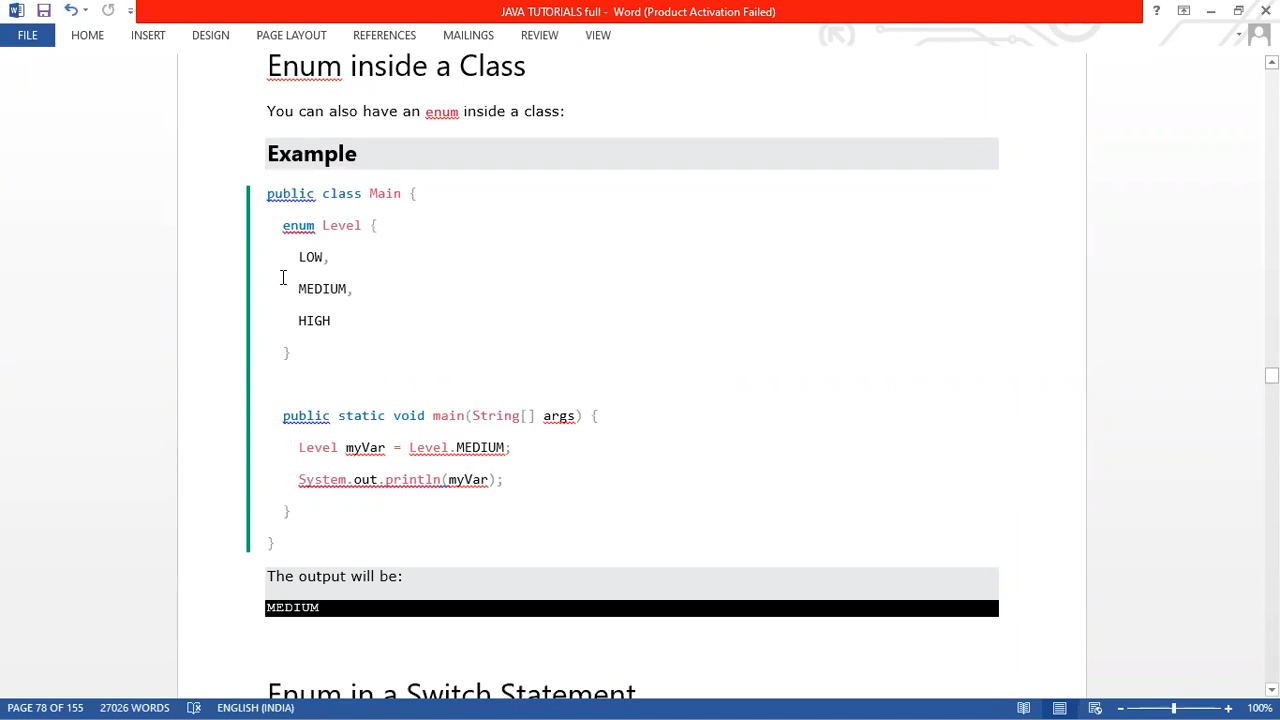 JAVA TUTORIALS full - Word (Product Activation Failed)
FILE HOME INSERT DESIGN PAGE LAYOUT REFERENCES MAILINGS REVIEW VIEW
Enum inside a Class
You can also have an enum inside a class:
Example
public class Main {
enum Level {
LOW,
MEDIUM,
HIGH
}
public static void main(String[] args) {
Level myVar = Level.MEDIUM;
System.out.println(myVar);
}
}
The output will be:
MEDIUM
Enum in a Switch Statement
PAGE 78 OF 155 27026 WORDS ENGLISH (INDIA) 100%